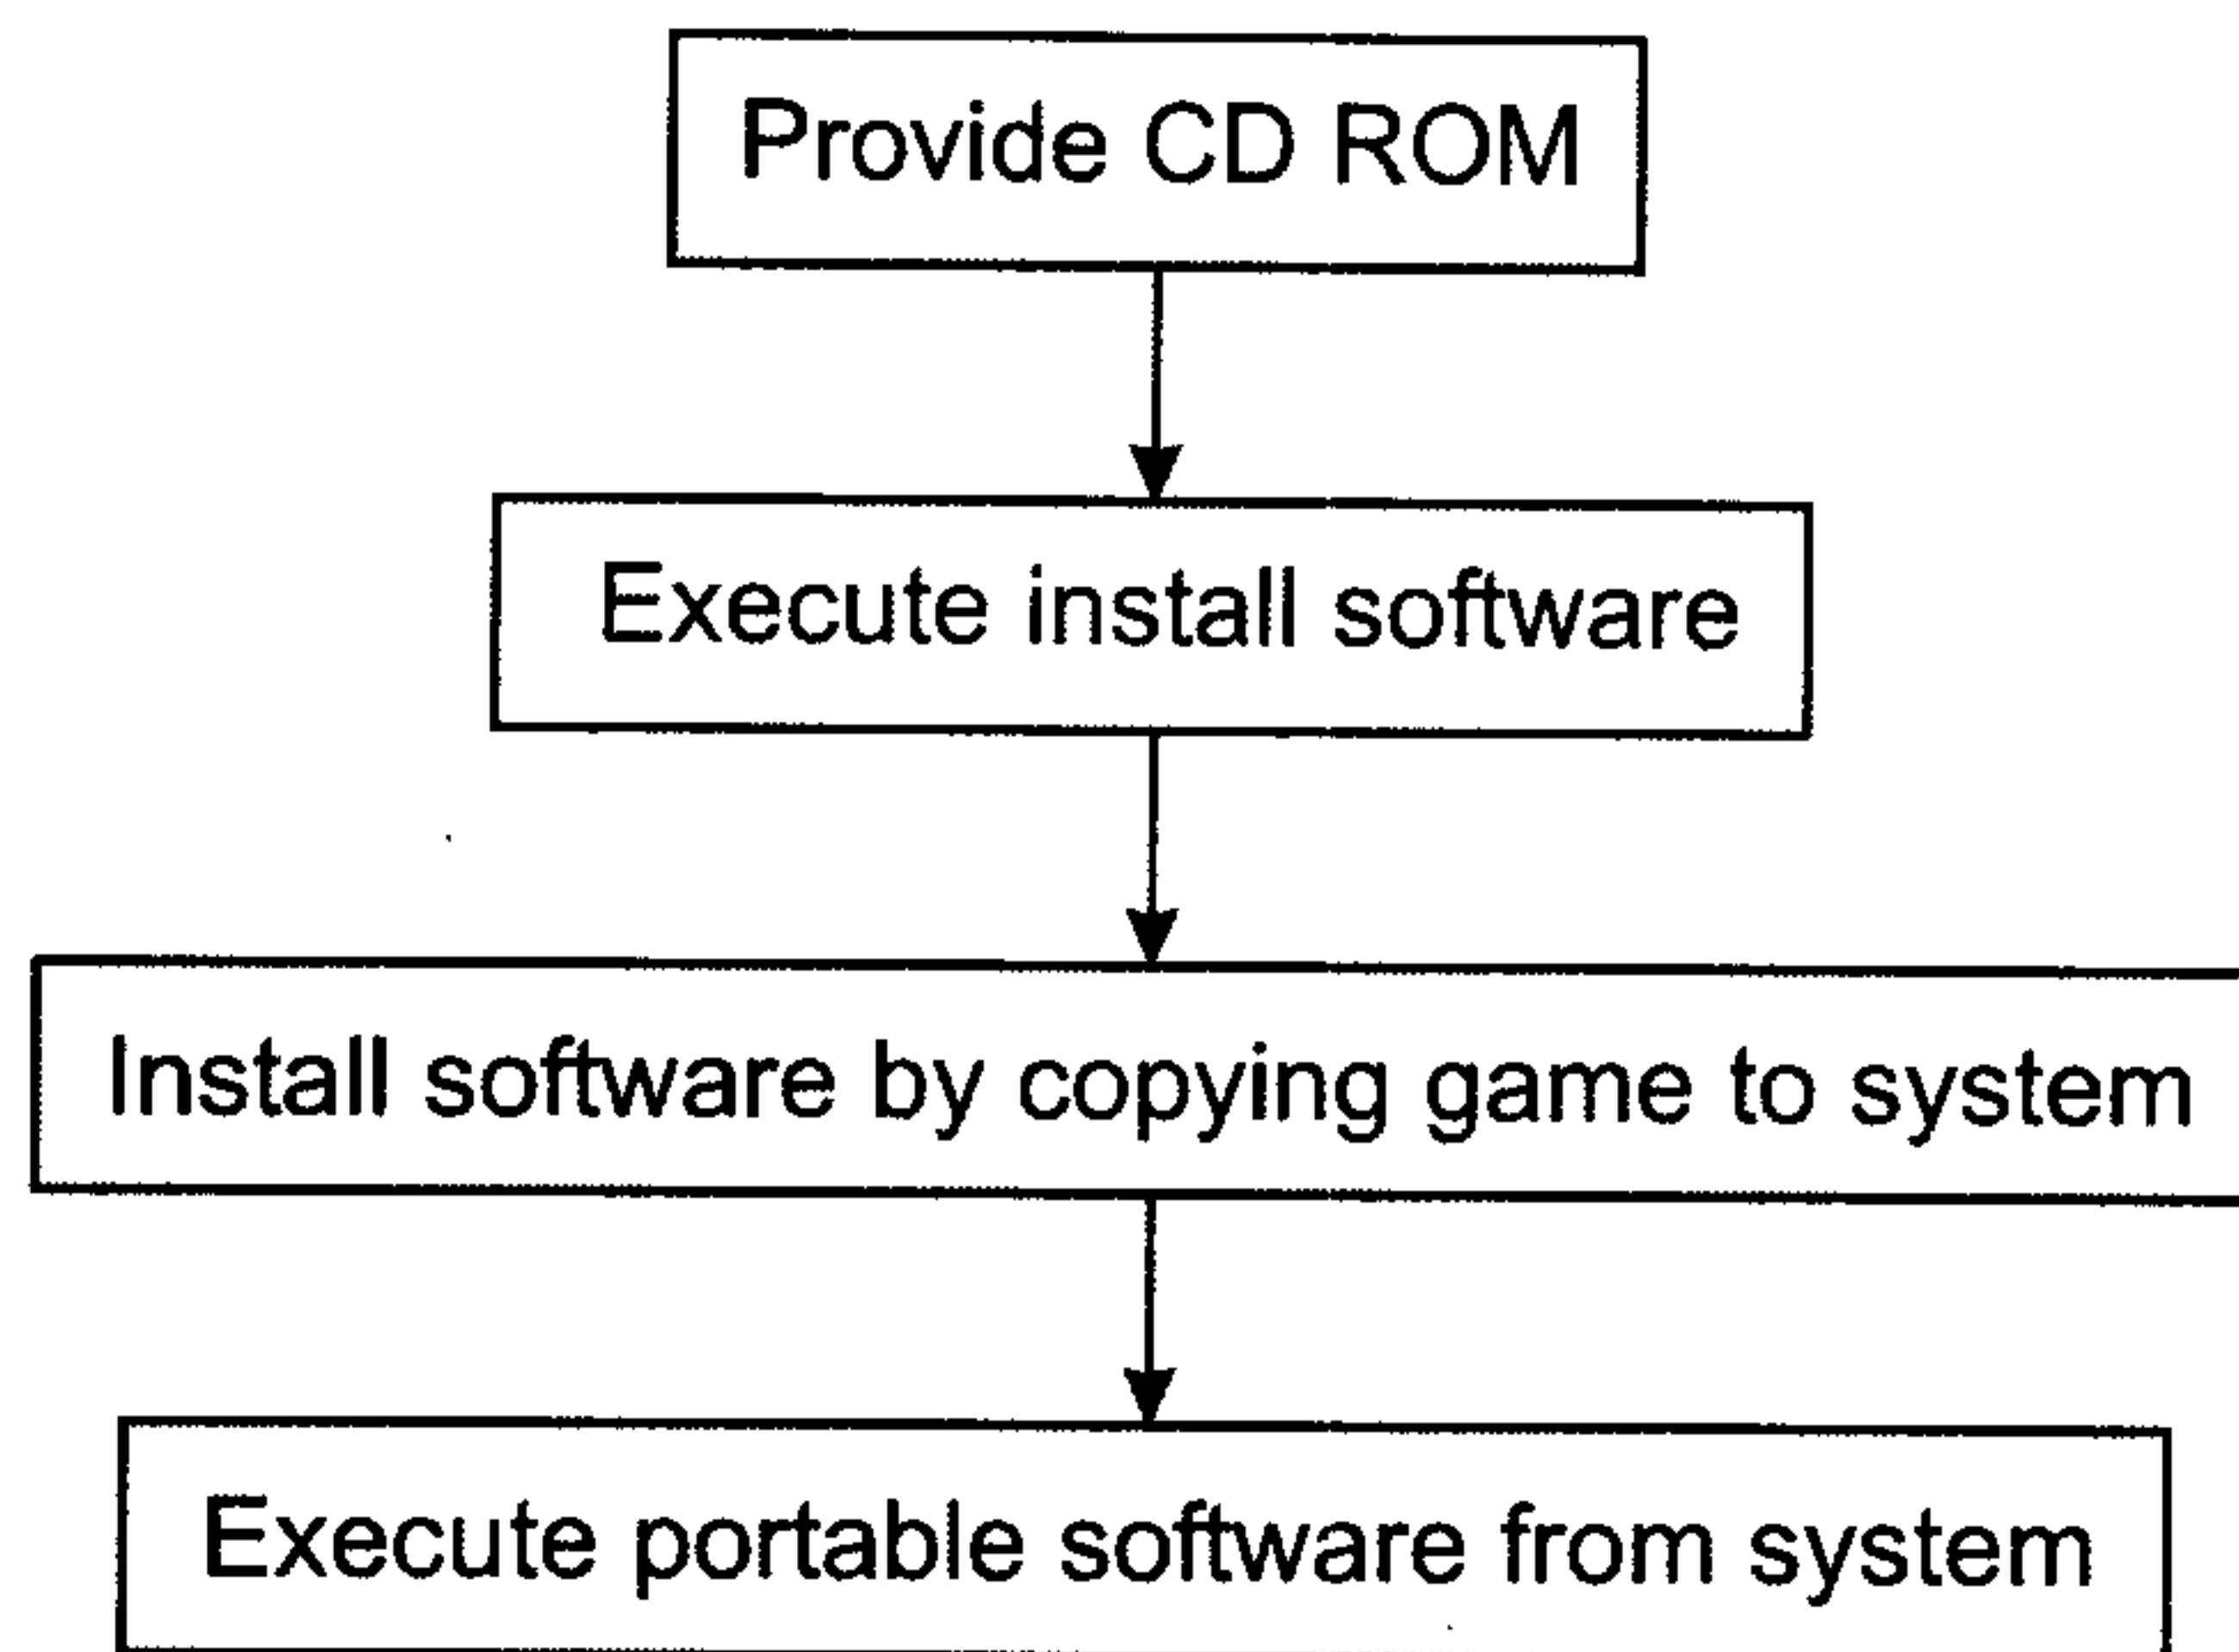 Provide CD ROM
Execute install software
Install software by copying game to system
Execute portable software from system